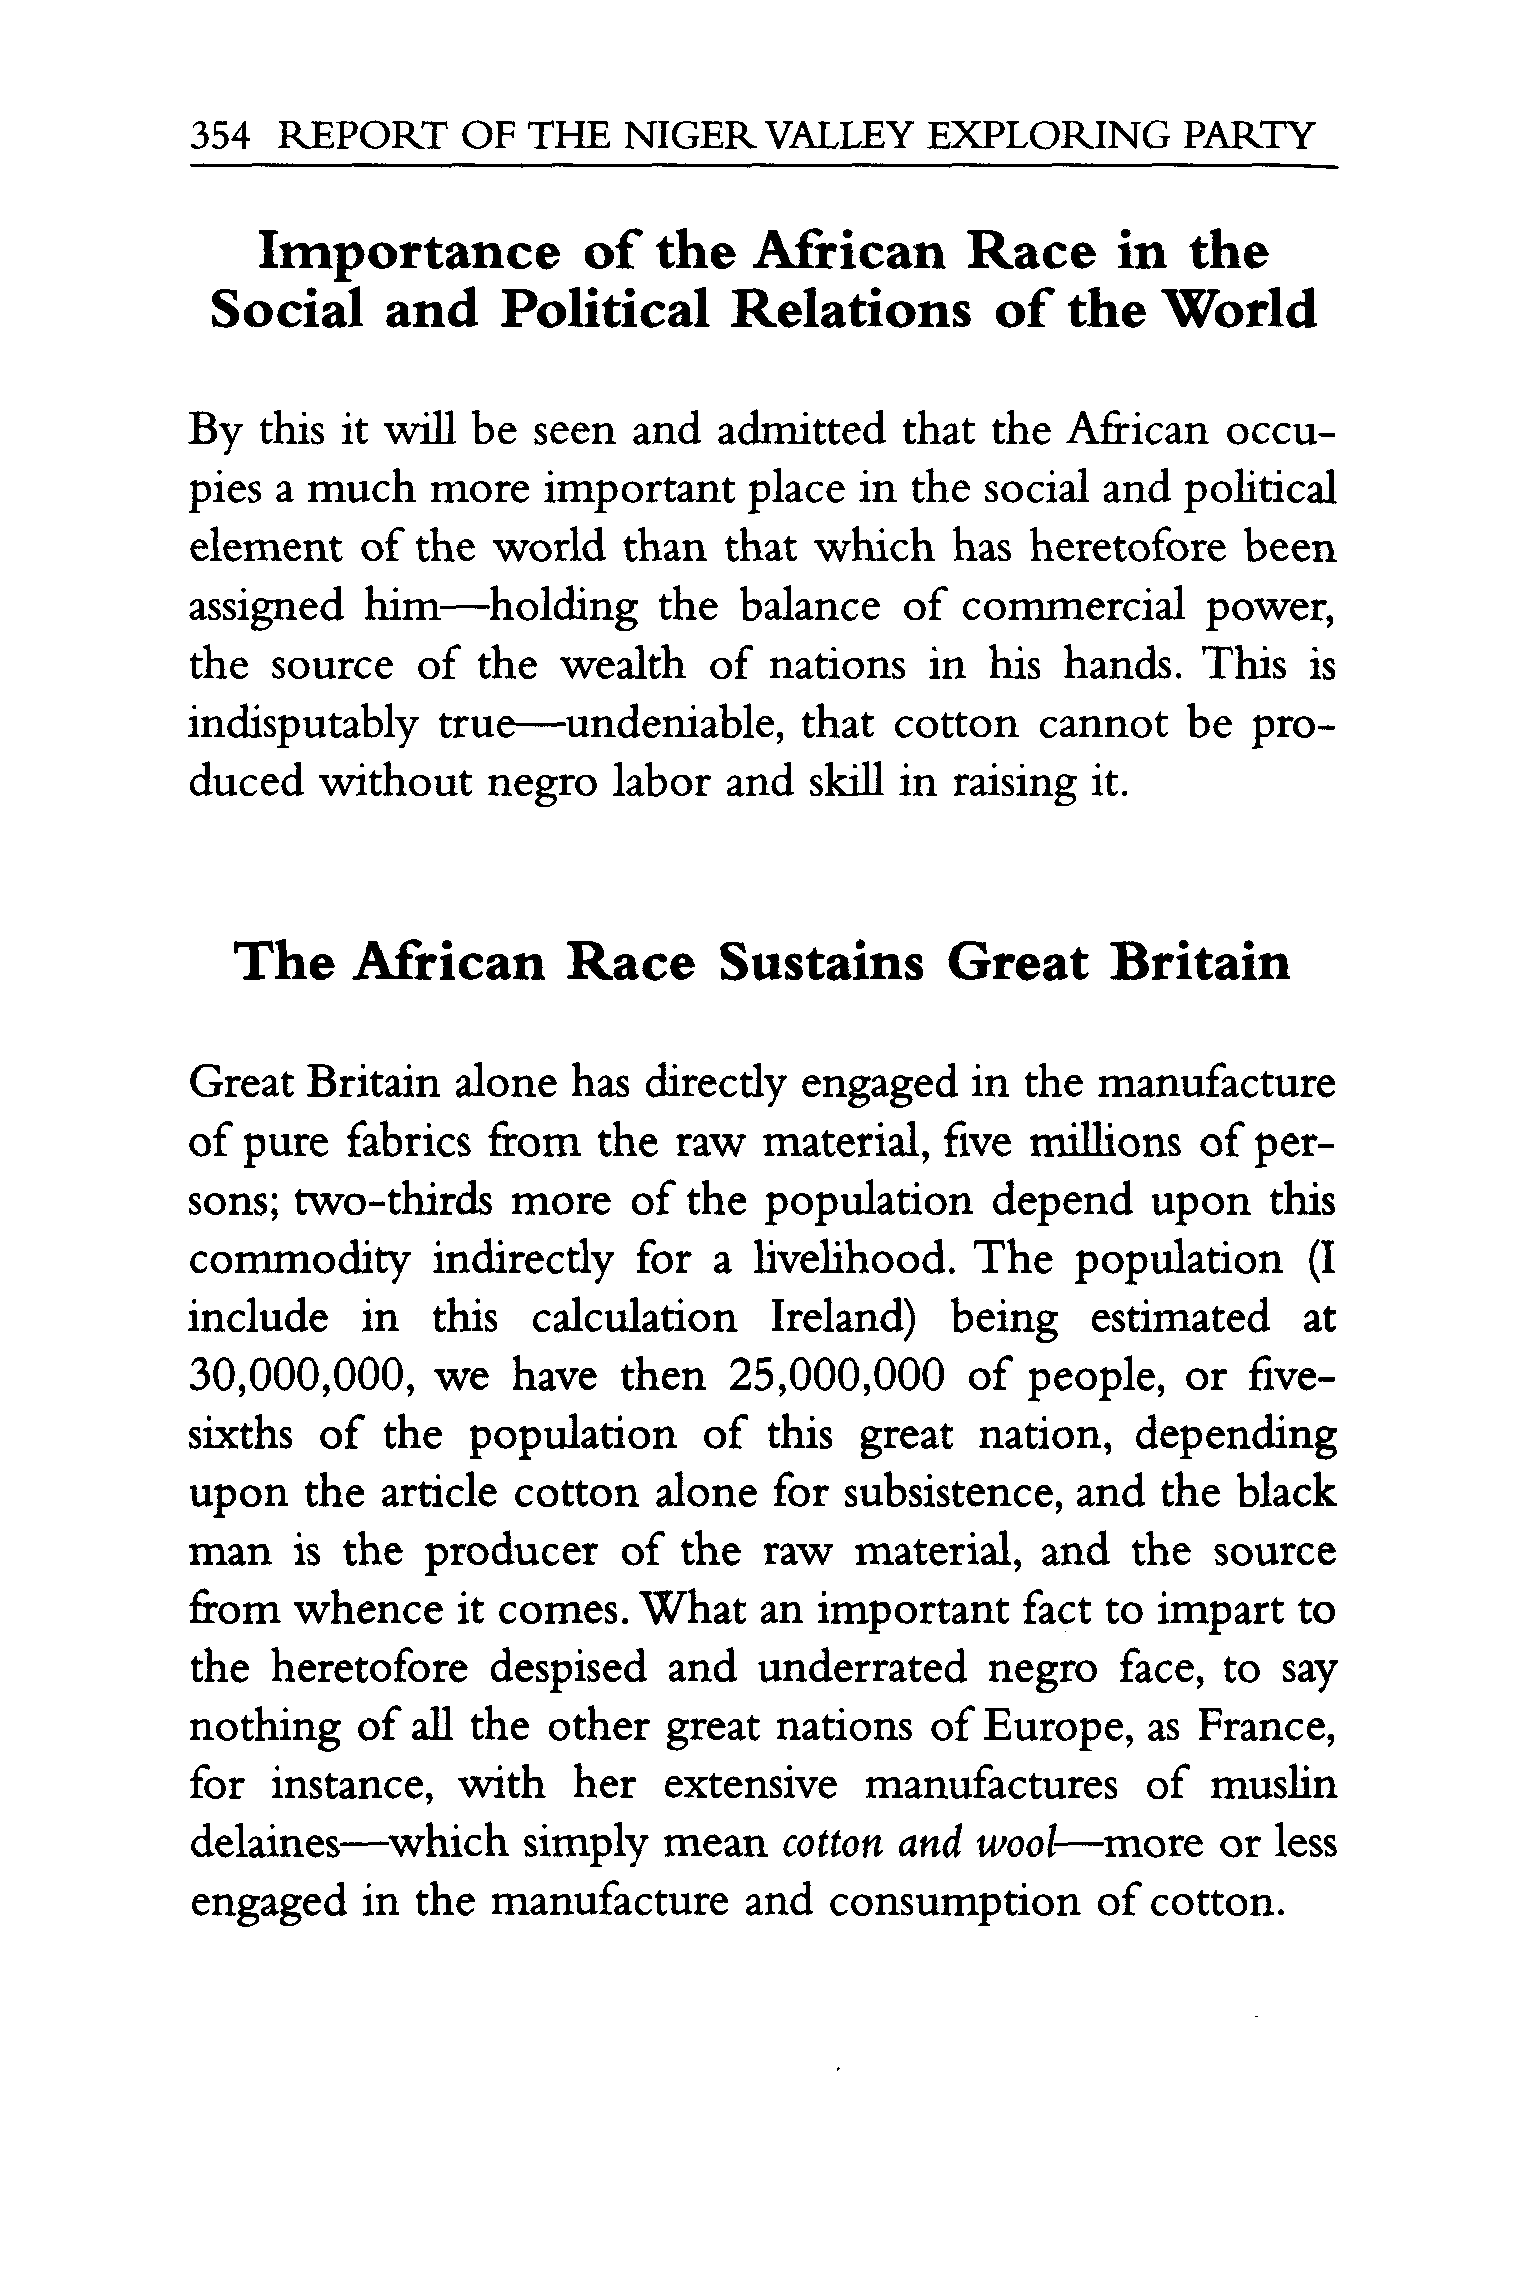 354 REPORT OF THE NIGER VALLEY EXPLORING PARTY
Importance of the African Race in the
Social and Political Relations of the World
By this it will be seen and admitted that the African occu-
pies a much more important place in the social and political
element of the world than that which has heretofore been
assigned him—holding the balance of commercial power,
the source of the wealth of nations in his hands. This is
indisputably true—undeniable, that cotton cannot be pro-
duced without negro labor and skill in raising it.
The African Race Sustains Great Britain
Great Britain alone has directly engaged in the manufacture
of pure fabrics from the raw material, five millions of per-
sons; two-thirds more of the population depend upon this
commodity indirectly for a livelihood. The population (I
include in this calculation Ireland) being estimated at
30,000,000, we have then 25,000,000 of people, or five-
sixths of the population of this great nation, depending
upon the article cotton alone for subsistence, and the black
man is the producer of the raw material, and the source
from whence it comes. What an important fact to impart to
the heretofore despised and underrated negro face, to say
nothing of all the other great nations of Europe, as France,
for instance, with her extensive manufactures of muslin
delaines—which simply mean cotton and wool—more or less
engaged in the manufacture and consumption of cotton.